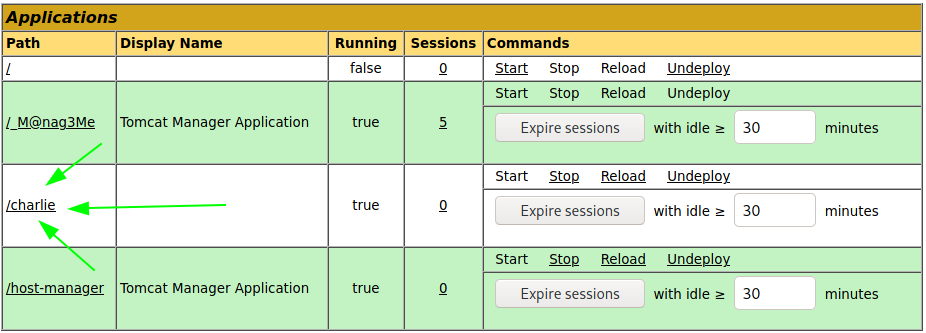 Applications
Path Display Name Running Sessions Commands
/ false 0 Start Stop Reload Undeploy
Start Stop Reload Undeploy
/_M@nag3Me Tomcat Manager Application true 5 Expire sessions with idle ≥ 30 minutes
Start Stop Reload Undeploy
/charlie true 0 Expire sessions with idle ≥ 30 minutes
Start Stop Reload Undeploy
/host-manager Tomcat Manager Application true 0 Expire sessions with idle ≥ 30 minutes